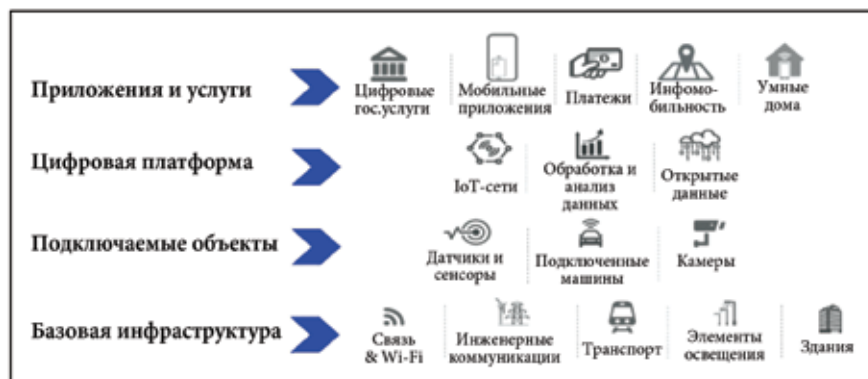 Приложения и услуги
Цифровые
гос.услуги
Мобильные
приложения
Платежи
Инфомо-
бильность
Умные
дома
Цифровая платформа
IoT-сети
Обработка и
анализ
данных
Открытые
данные
Подключаемые объекты
Датчики и
сенсоры
Подключенные
машины
Камеры
Базовая инфраструктура
Связь
& Wi-Fi
Инженерные
коммуникации
Транспорт
Элементы
освещения
Здания